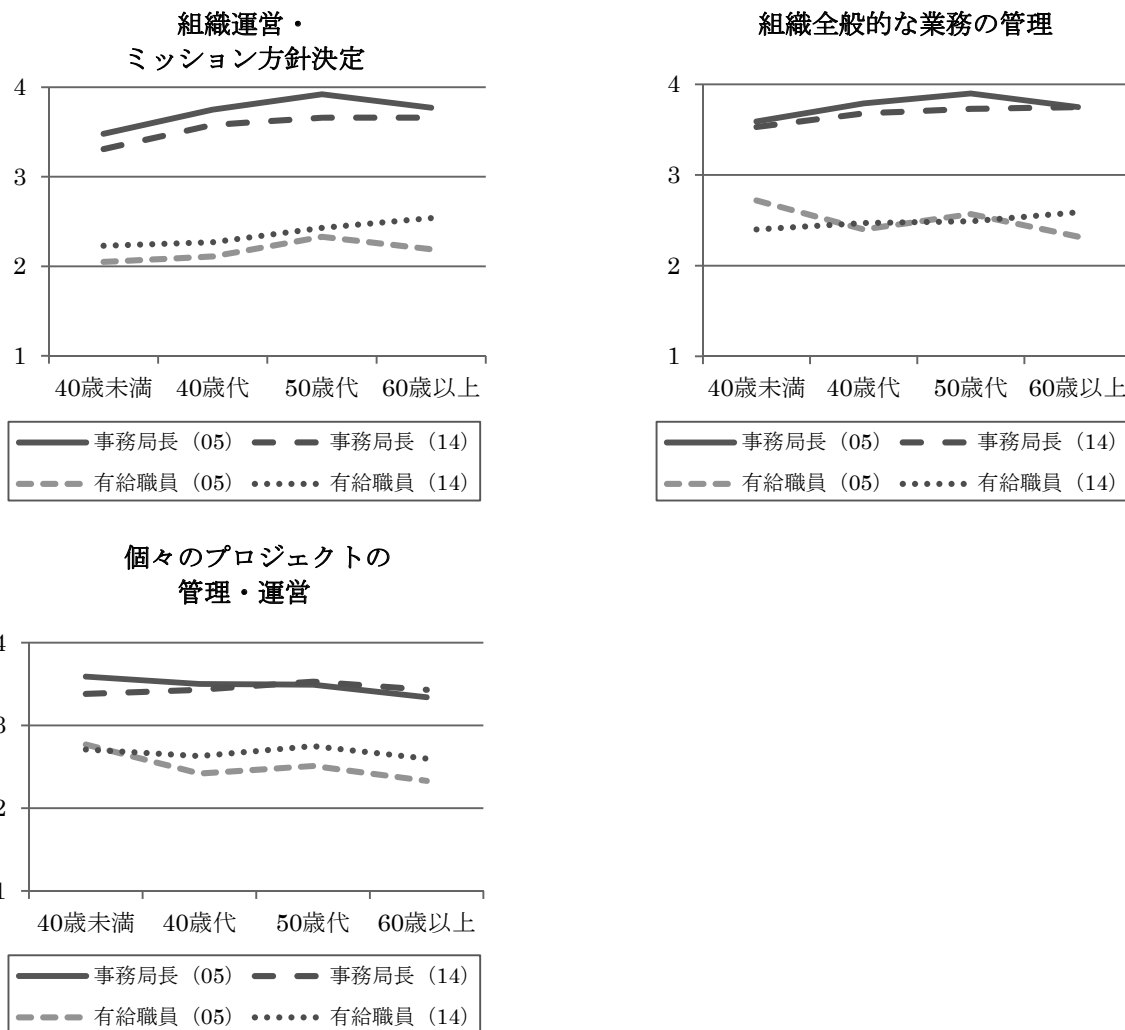 組織運営・
ミッション方針決定
4
3
2
1
40歳未満 40歳代 50歳代 60歳以上
事務局長（05） 事務局長（14）
有給職員（05） 有給職員（14）
組織全般的な業務の管理
4
3
2
1
40歳未満 40歳代 50歳代 60歳以上
事務局長（05） 事務局長（14）
有給職員（05） 有給職員（14）
個々のプロジェクトの
管理・運営
4
3
2
1
40歳未満 40歳代 50歳代 60歳以上
事務局長（05） 事務局長（14）
有給職員（05） 有給職員（14）